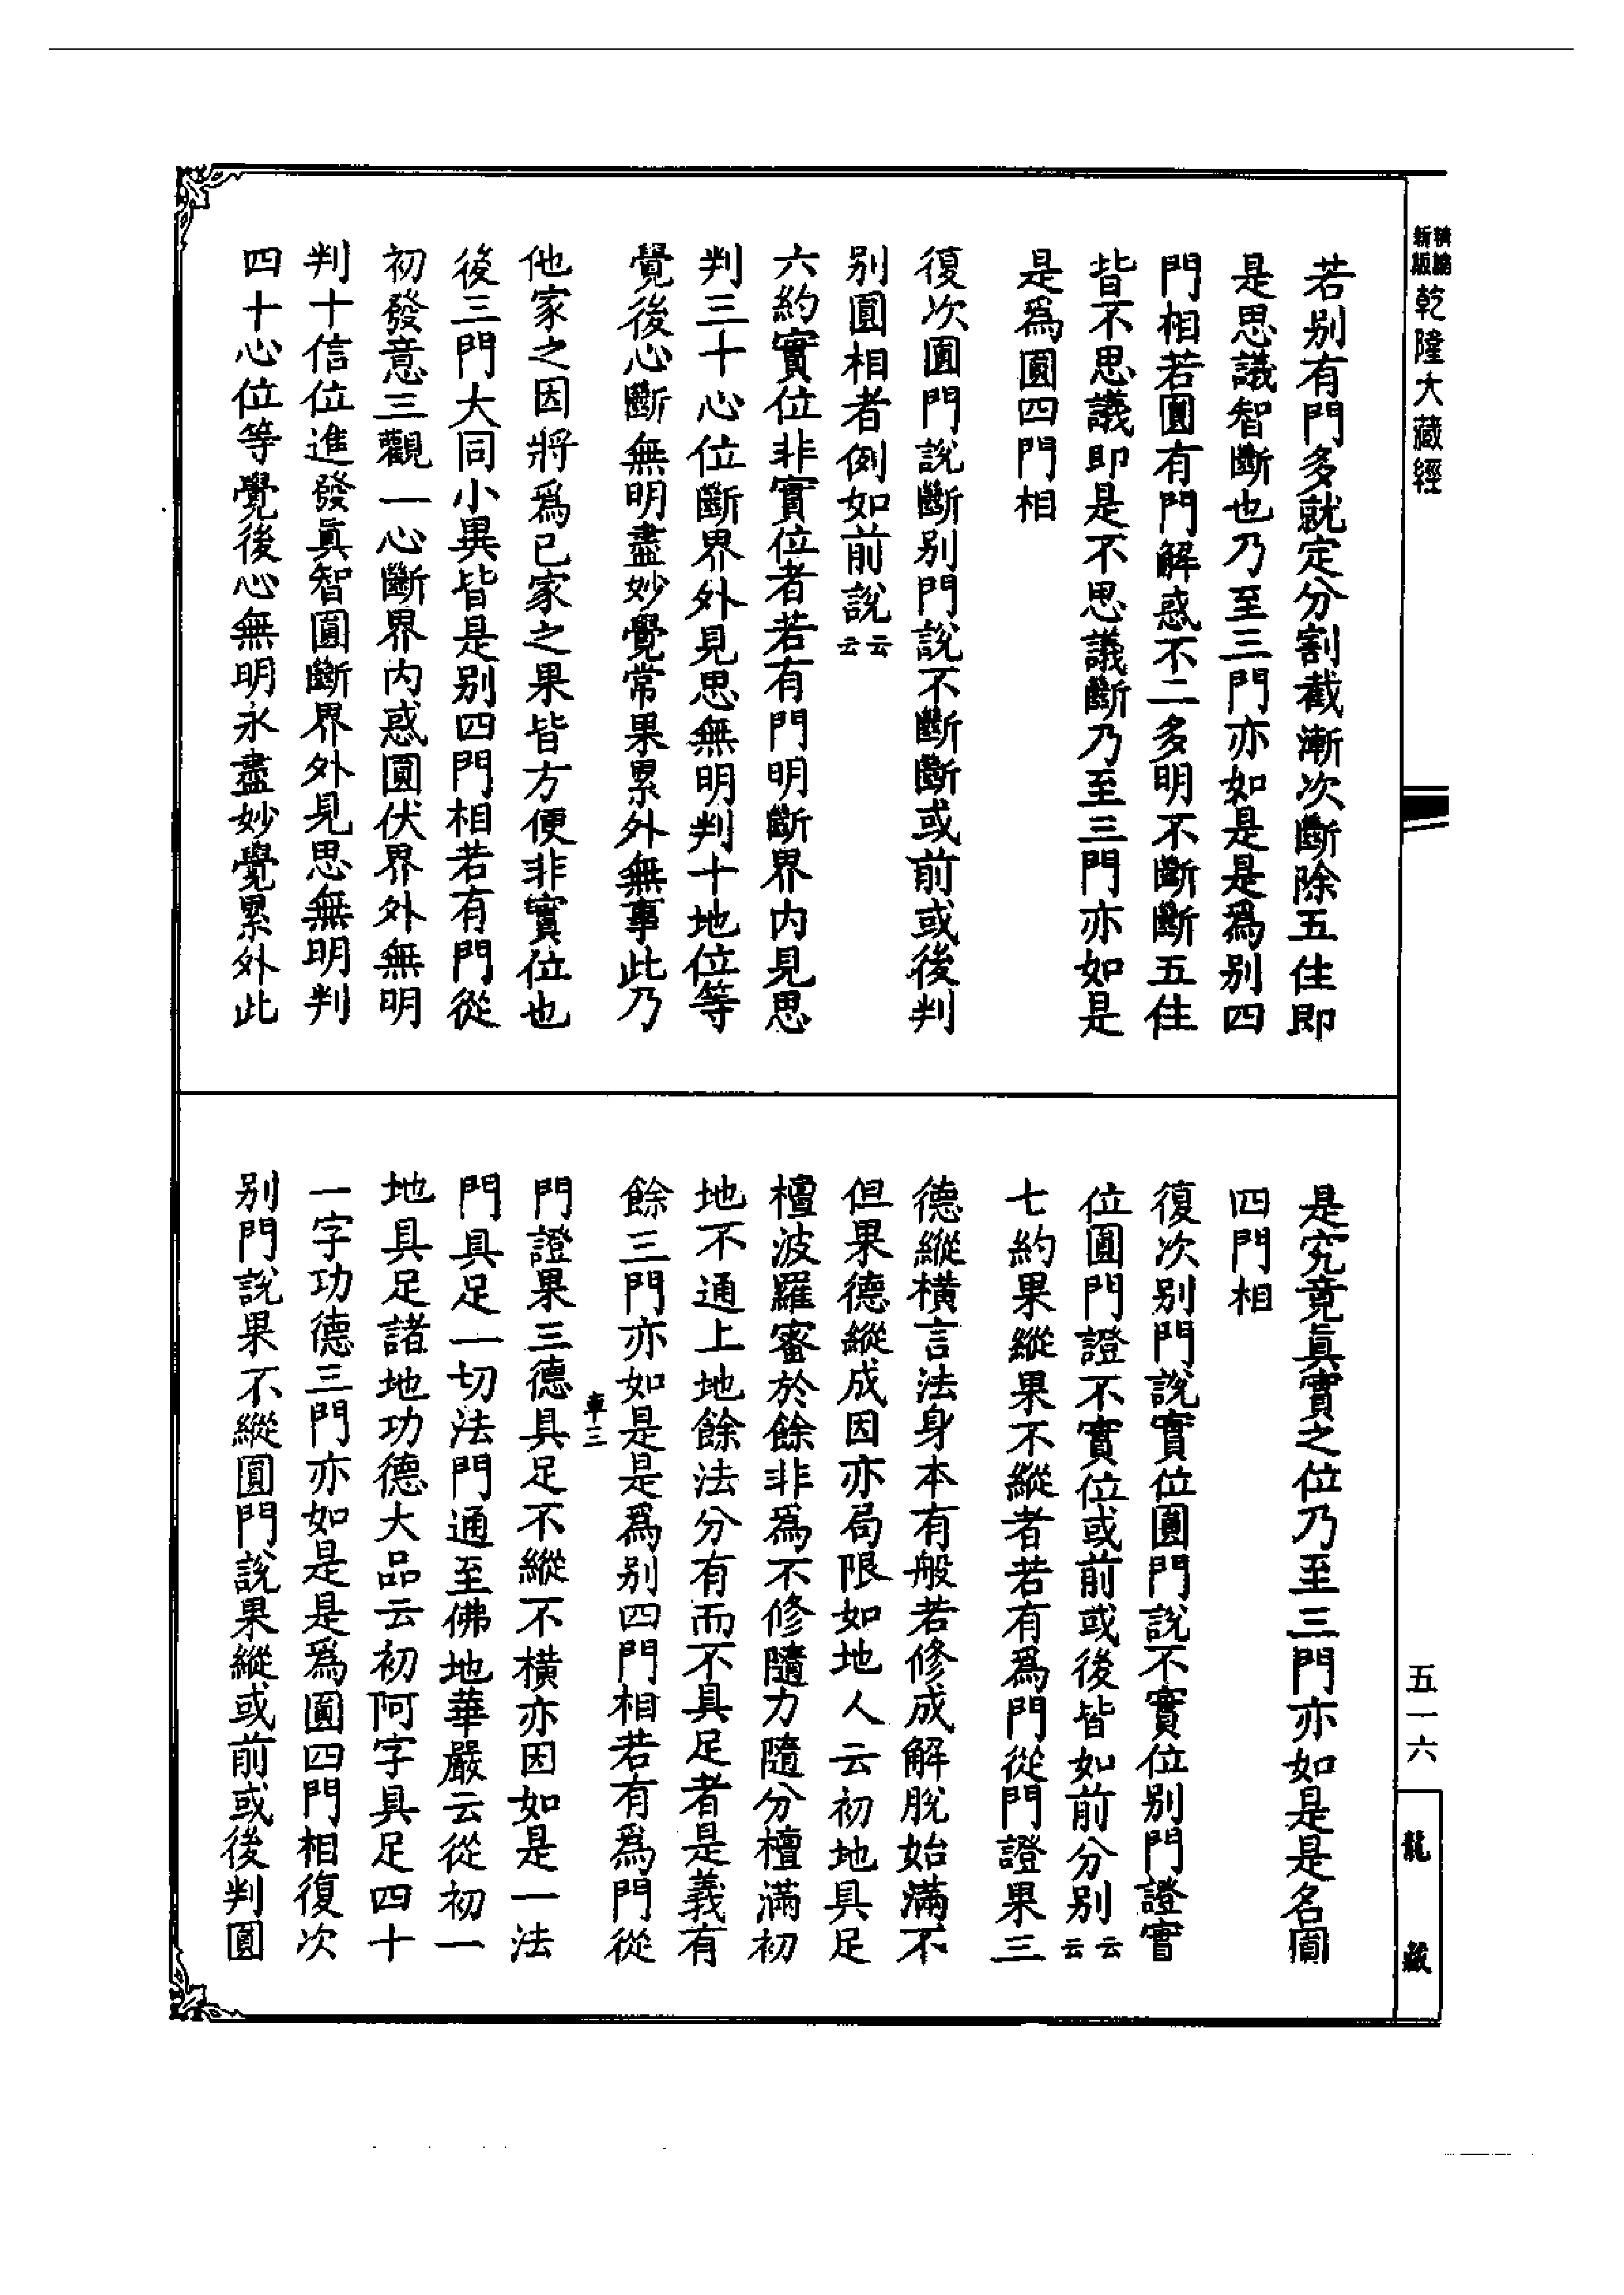 精縮新版乾隆大藏經
若别有門多就定分割截漸次斷除五住即
是思議智斷也乃至三門亦如是是爲别四
門相若圓有門解惑不二多明不斷斷五住
皆不思議即是不思議斷乃至三門亦如是
是爲圓四門相
復次圓門說斷别門說不斷斷或前或後判
别圓相者例如前說云云
六約實位非實位者若有門明斷界内見思
判三十心位斷界外見思無明判十地位等
覺後心斷無明盡妙覺常果累外無事此乃
他家之因將爲已家之果皆方便非實位也
後三門大同小異皆是别四門相若有門從
初發意三觀一心斷界内惑圓伏界外無明
判十信位進發眞智圓斷界外見思無明判
四十心位等覺後心無明永盡妙覺累外此
是究竟眞實之位乃至三門亦如是是名圓
四門相
復次别門說實位圓門說不實位别門證實
位圓門證不實位或前或後皆如前分别云云
七約果縱果不縱者若有爲門從門證果三
德縱橫言法身本有般若修成解脫始滿不
但果德縱成因亦局限如地人云初地具足
檀波羅蜜於餘非爲不修隨力隨分檀滿初
地不通上地餘法分有而不具足者是義有
餘三門亦如是是爲别四門相若有爲門從
車三
門證果三德具足不縱不橫亦因如是一法
門具足一切法門通至佛地華嚴云從初一
地具足諸地功德大品云初阿字具足四十
一字功德三門亦如是是爲圓四門相復次
别門說果不縱圓門說果縱或前或後判圓
五一六
龍藏